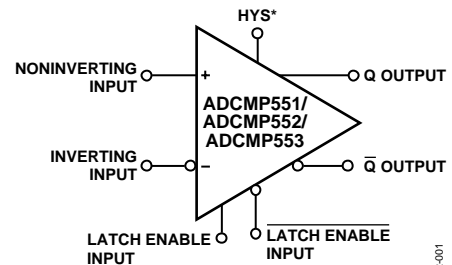 HYS*
NONINVERTING
INPUT
+
Q OUTPUT
ADCMP551/
ADCMP552/
ADCMP553
INVERTING
INPUT
–
Q̅ OUTPUT
LATCH ENABLE
INPUT
LATCH ENABLE
INPUT
-001